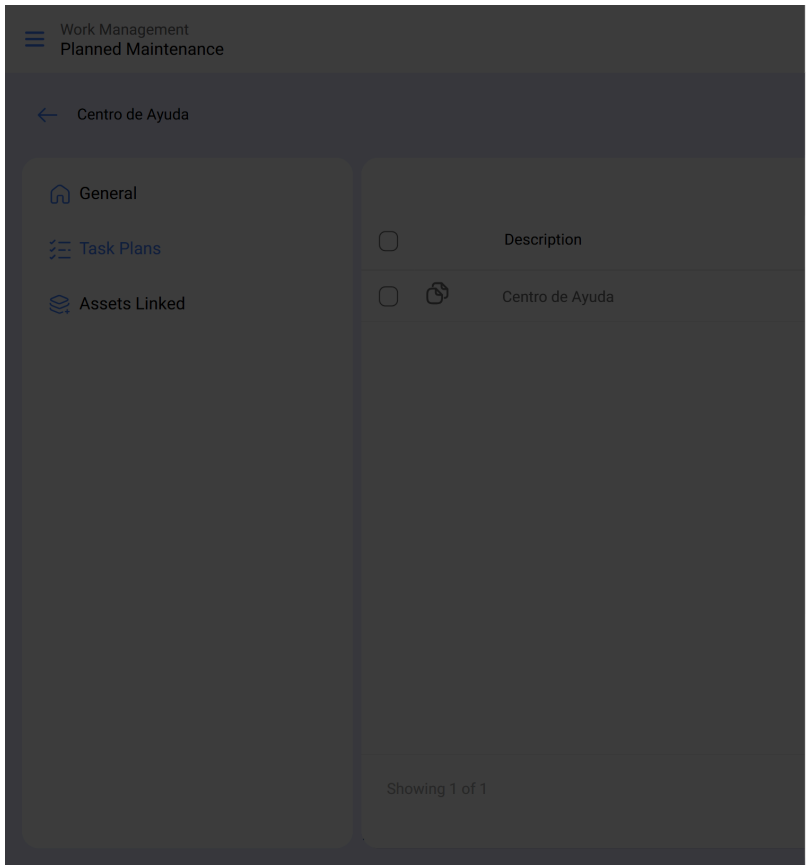 Work Management
Planned Maintenance
Centro de Ayuda
General
Task Plans
Assets Linked
Description
Centro de Ayuda
Showing 1 of 1